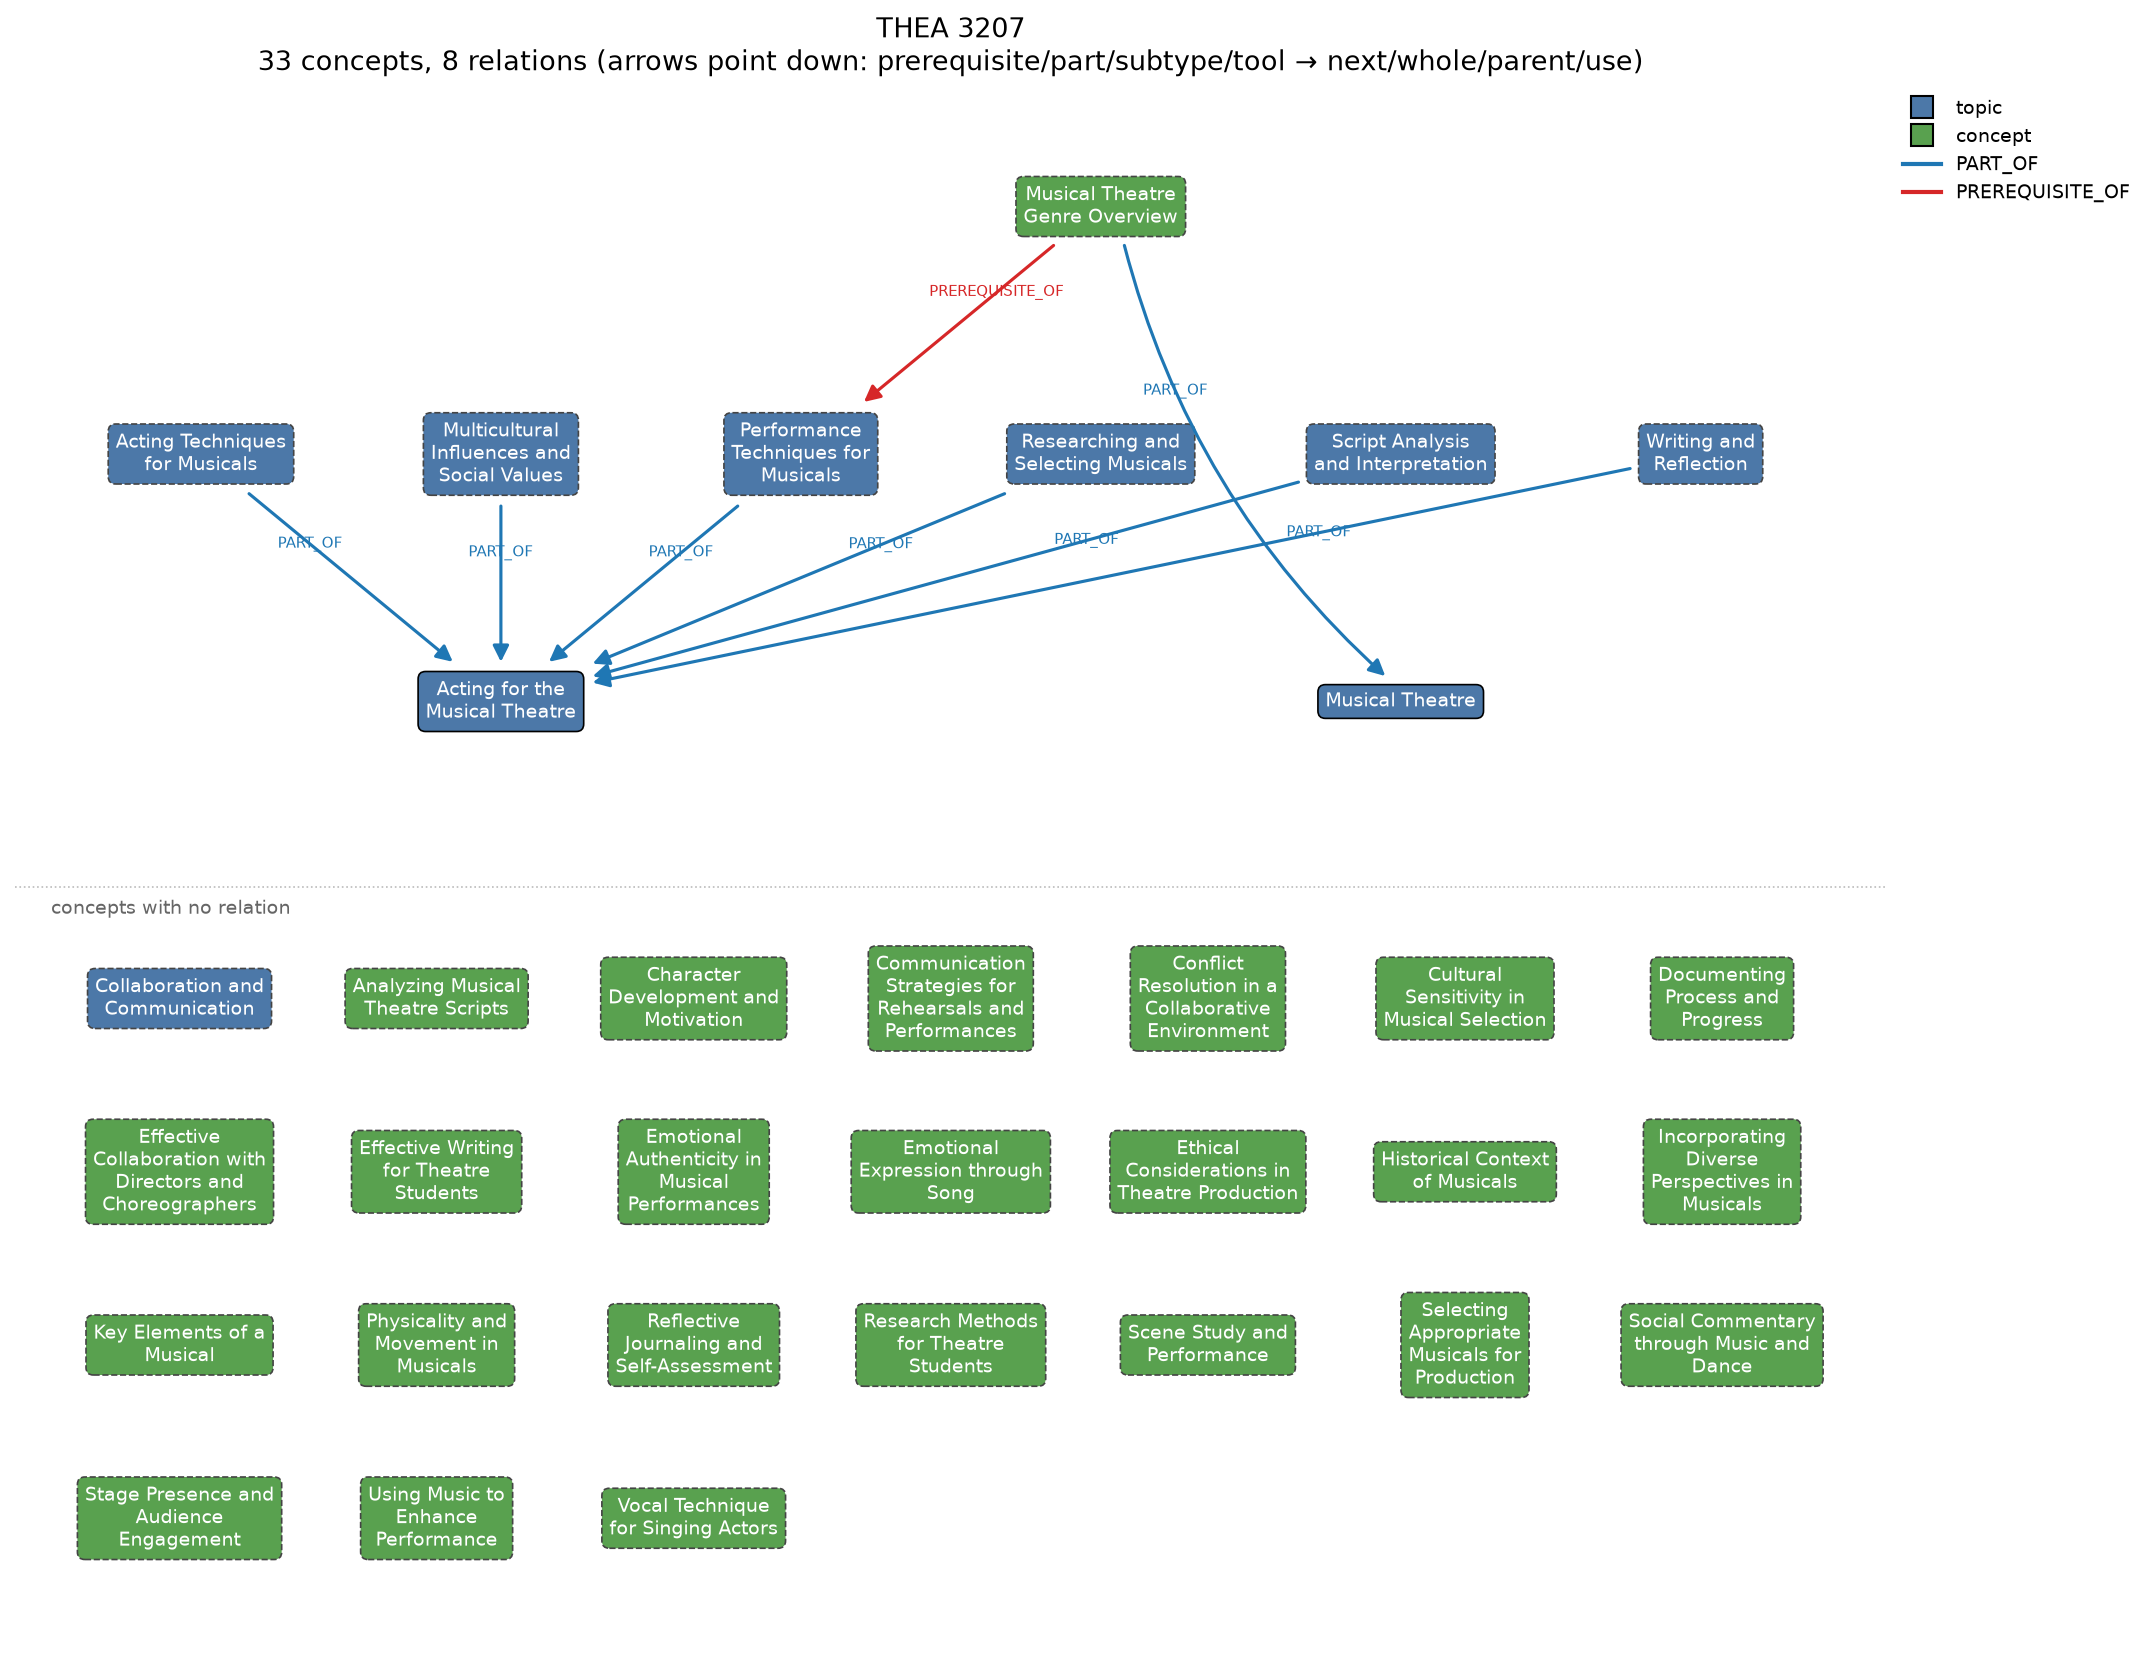 THEA 3207
33 concepts, 8 relations (arrows point down: prerequisite/part/subtype/tool → next/whole/parent/use)
topic
concept
PART_OF
PREREQUISITE_OF
Musical Theatre
Genre Overview
PREREQUISITE_OF
PART_OF
Acting Techniques
for Musicals
Multicultural
Influences and
Social Values
Performance
Techniques for
Musicals
Researching and
Selecting Musicals
Script Analysis
and Interpretation
Writing and
Reflection
PART_OF
PART_OF
PART_OF
PART_OF
PART_OF
PART_OF
Acting for the
Musical Theatre
Musical Theatre
concepts with no relation
Collaboration and
Communication
Analyzing Musical
Theatre Scripts
Character
Development and
Motivation
Communication
Strategies for
Rehearsals and
Performances
Conflict
Resolution in a
Collaborative
Environment
Cultural
Sensitivity in
Musical Selection
Documenting
Process and
Progress
Effective
Collaboration with
Directors and
Choreographers
Effective Writing
for Theatre
Students
Emotional
Authenticity in
Musical
Performances
Emotional
Expression through
Song
Ethical
Considerations in
Theatre Production
Historical Context
of Musicals
Incorporating
Diverse
Perspectives in
Musicals
Key Elements of a
Musical
Physicality and
Movement in
Musicals
Reflective
Journaling and
Self-Assessment
Research Methods
for Theatre
Students
Scene Study and
Performance
Selecting
Appropriate
Musicals for
Production
Social Commentary
through Music and
Dance
Stage Presence and
Audience
Engagement
Using Music to
Enhance
Performance
Vocal Technique
for Singing Actors